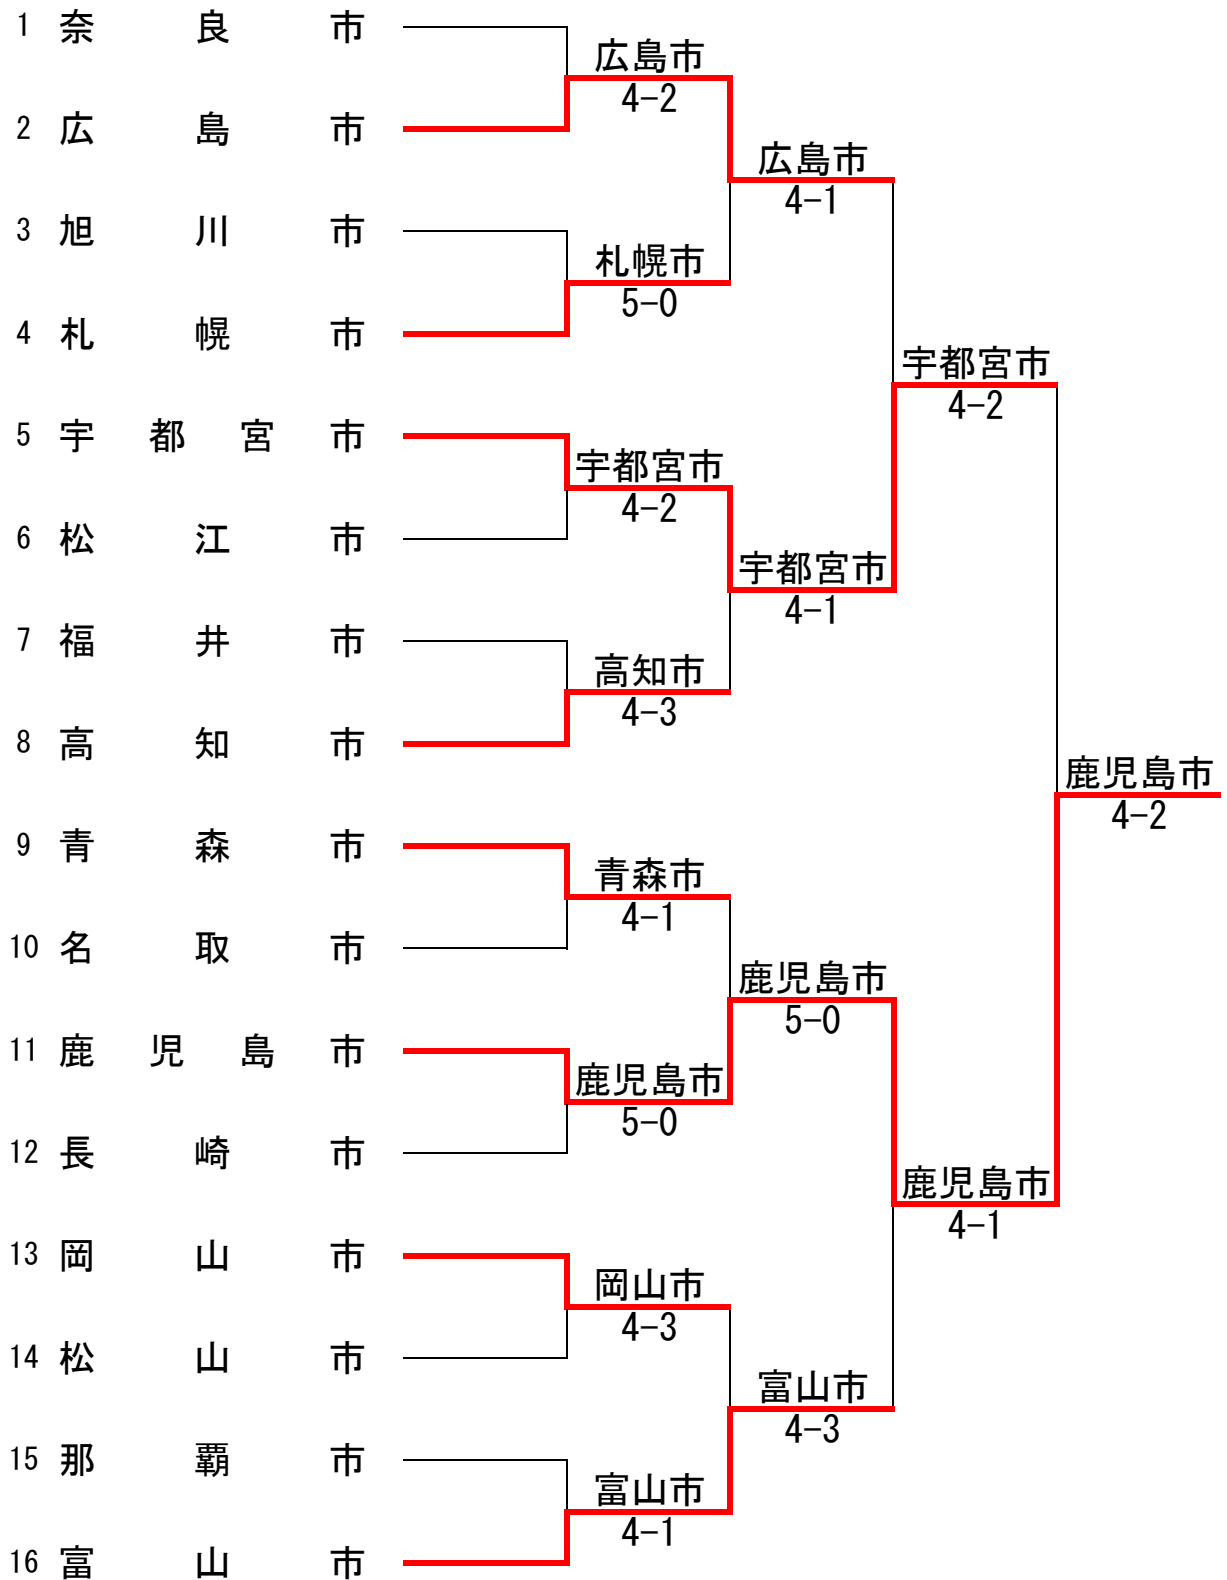 1 奈良市
広島市
4-2
2 広島市
広島市
4-1
3 旭川市
札幌市
5-0
4 札幌市
宇都宮市
4-2
5 宇都宮市
宇都宮市
4-2
6 松江市
宇都宮市
4-1
7 福井市
高知市
4-3
8 高知市
鹿児島市
4-2
9 青森市
青森市
4-1
10 名取市
鹿児島市
5-0
11 鹿児島市
鹿児島市
5-0
12 長崎市
鹿児島市
4-1
13 岡山市
岡山市
4-3
14 松山市
富山市
4-3
15 那覇市
富山市
4-1
16 富山市